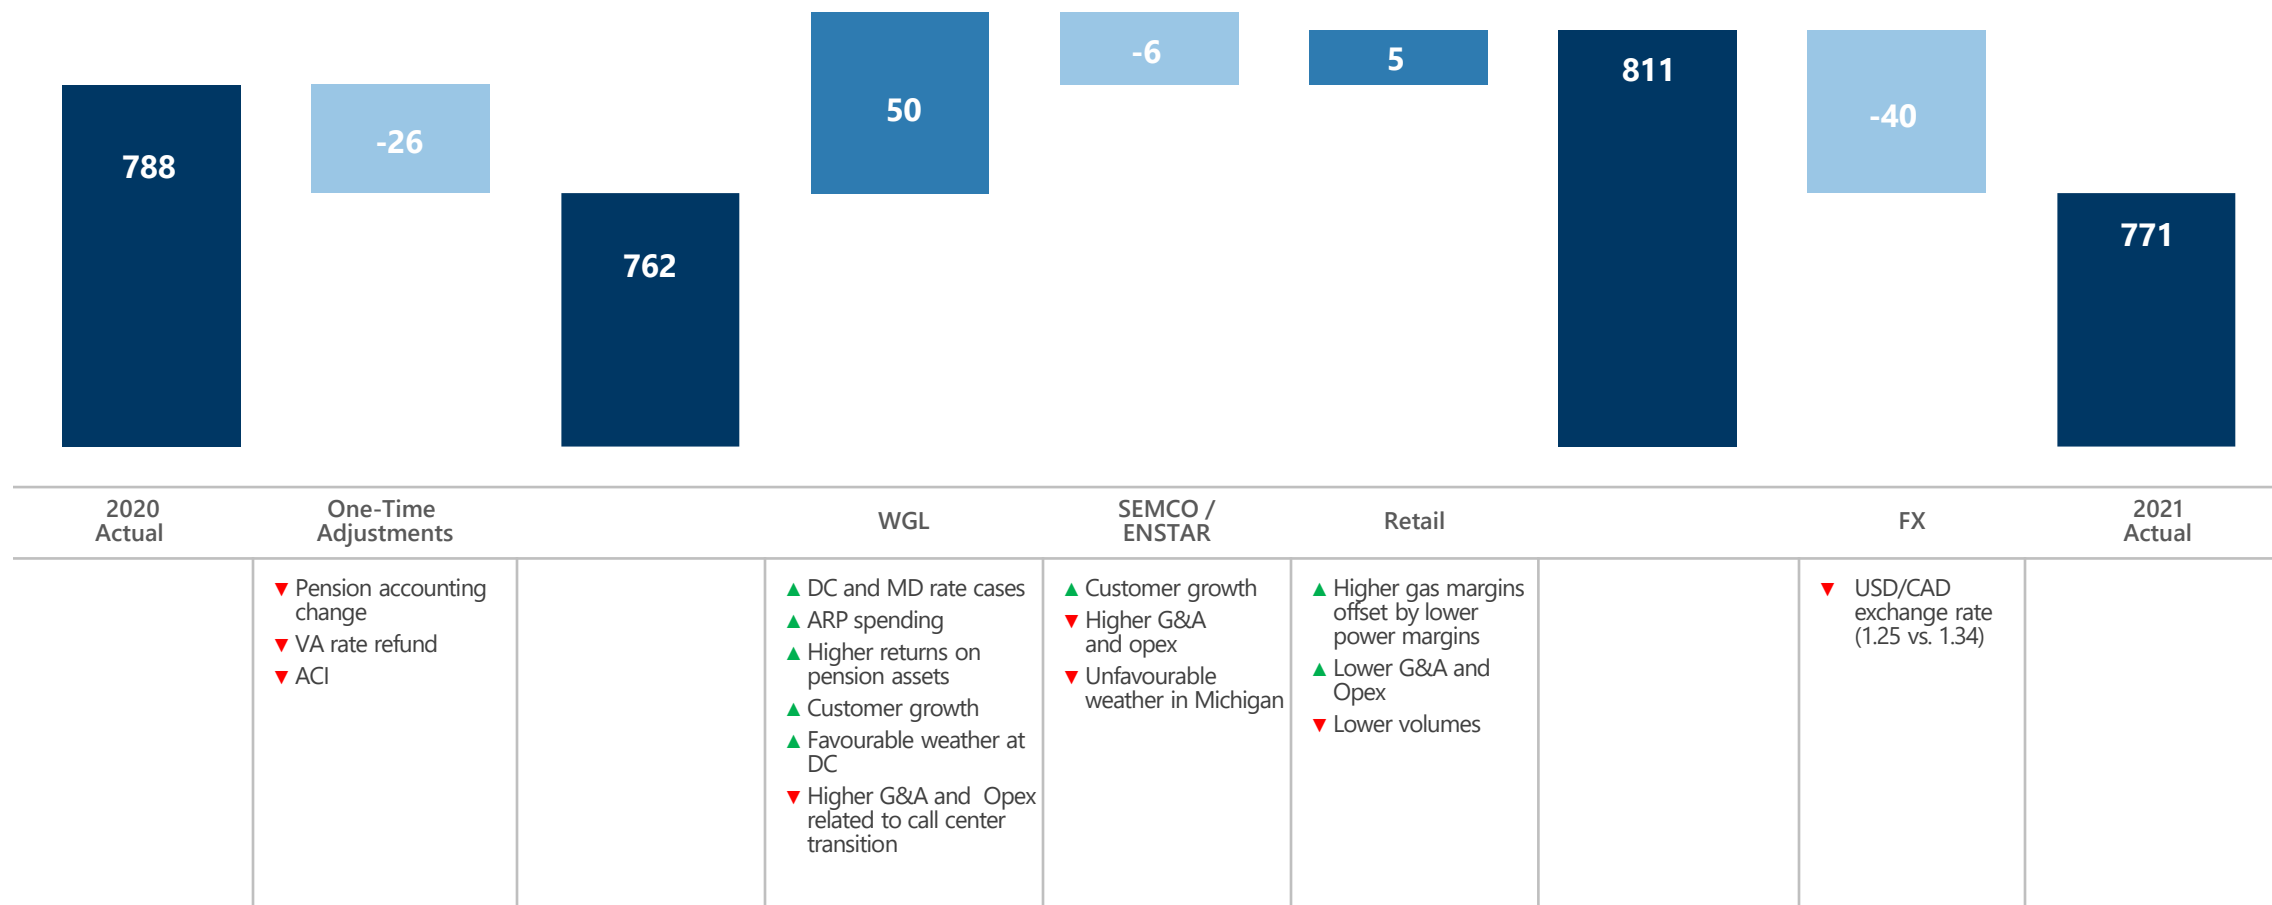 788
-26
762
50
-6
5
811
-40
771
2020
Actual
One-Time
Adjustments
WGL
SEMCO /
ENSTAR
Retail
FX
2021
Actual
▼ Pension accounting
change
▼ VA rate refund
▼ ACI
▲ DC and MD rate cases
▲ ARP spending
▲ Higher returns on
pension assets
▲ Customer growth
▲ Favourable weather at
DC
▼ Higher G&A and Opex
related to call center
transition
▲ Customer growth
▼ Higher G&A
and opex
▼ Unfavourable
weather in Michigan
▲ Higher gas margins
offset by lower
power margins
▲ Lower G&A and
Opex
▼ Lower volumes
▼ USD/CAD
exchange rate
(1.25 vs. 1.34)